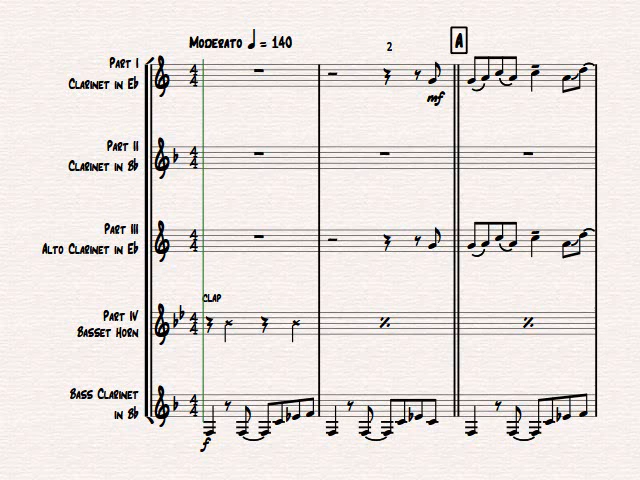 Moderato ♩ = 140
2
A
Part I
Clarinet in E♭
mf
Part II
Clarinet in B♭
Part III
Alto Clarinet in E♭
Clap
Part IV
Basset Horn
Bass Clarinet
in B♭
f